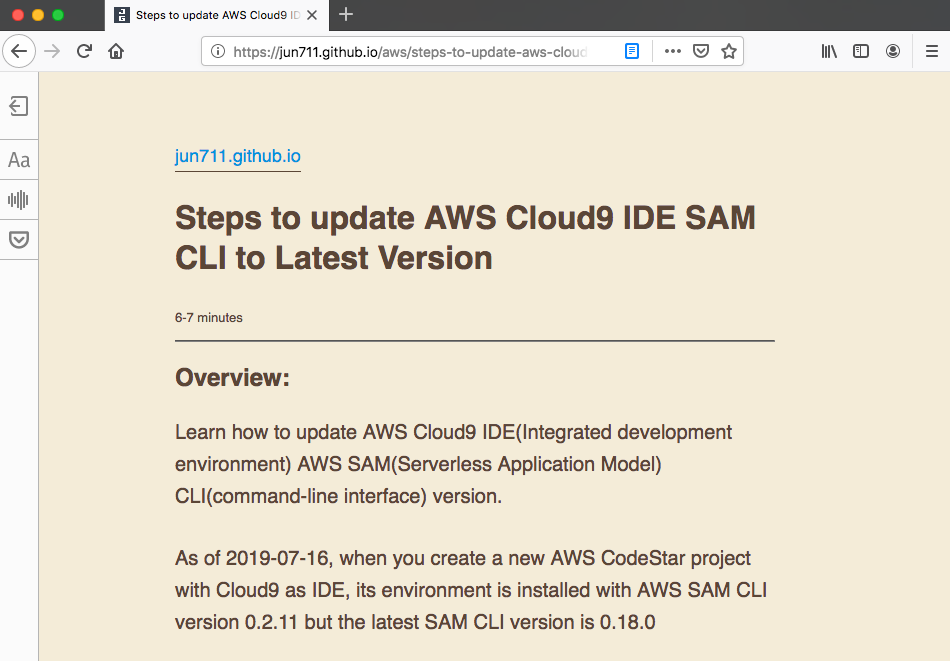 Steps to update AWS Cloud9 ID
https://jun711.github.io/aws/steps-to-update-aws-cloud
Aa
jun711.github.io
Steps to update AWS Cloud9 IDE SAM
CLI to Latest Version
6-7 minutes
Overview:
Learn how to update AWS Cloud9 IDE(Integrated development
environment) AWS SAM(Serverless Application Model)
CLI(command-line interface) version.
As of 2019-07-16, when you create a new AWS CodeStar project
with Cloud9 as IDE, its environment is installed with AWS SAM CLI
version 0.2.11 but the latest SAM CLI version is 0.18.0